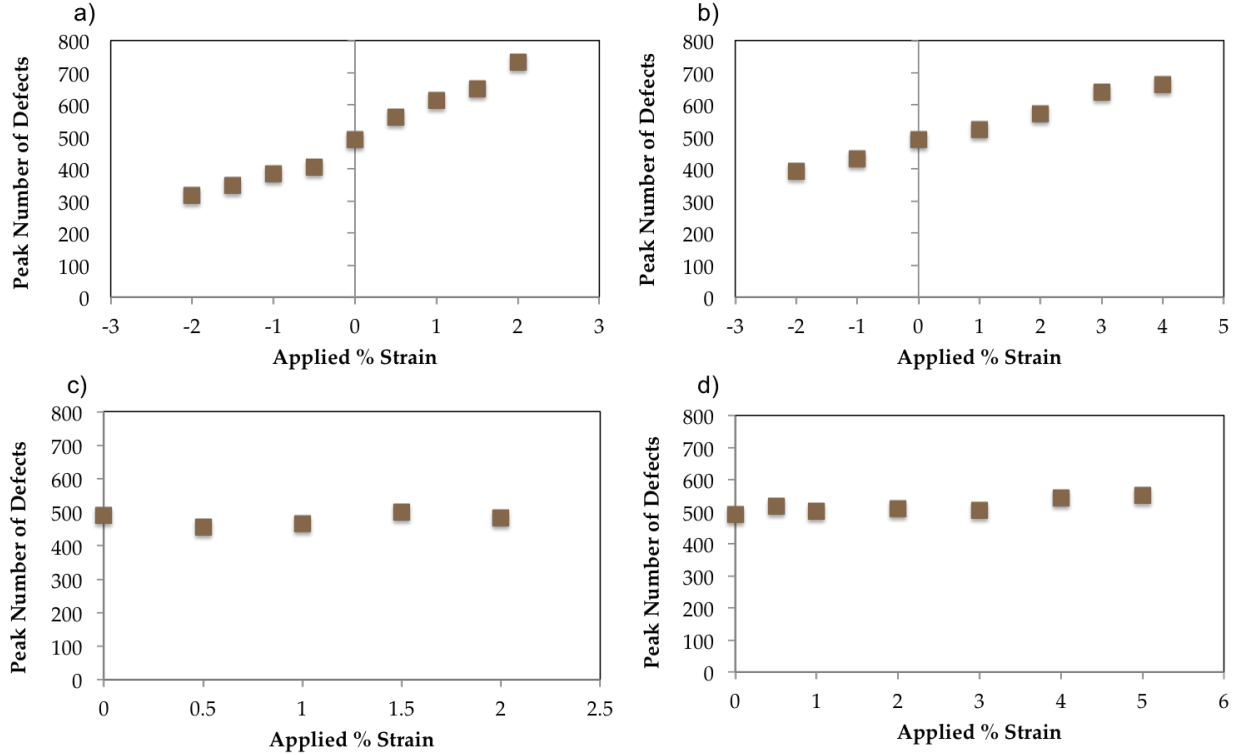 a)
800
700
600
500
400
300
200
100
0
-3 -2 -1 0 1 2 3
Peak Number of Defects
Applied % Strain
b)
800
700
600
500
400
300
200
100
0
-3 -2 -1 0 1 2 3 4 5
Peak Number of Defects
Applied % Strain
c)
800
700
600
500
400
300
200
100
0
0 0.5 1 1.5 2 2.5
Peak Number of Defects
Applied % Strain
d)
800
700
600
500
400
300
200
100
0
0 1 2 3 4 5 6
Peak Number of Defects
Applied % Strain